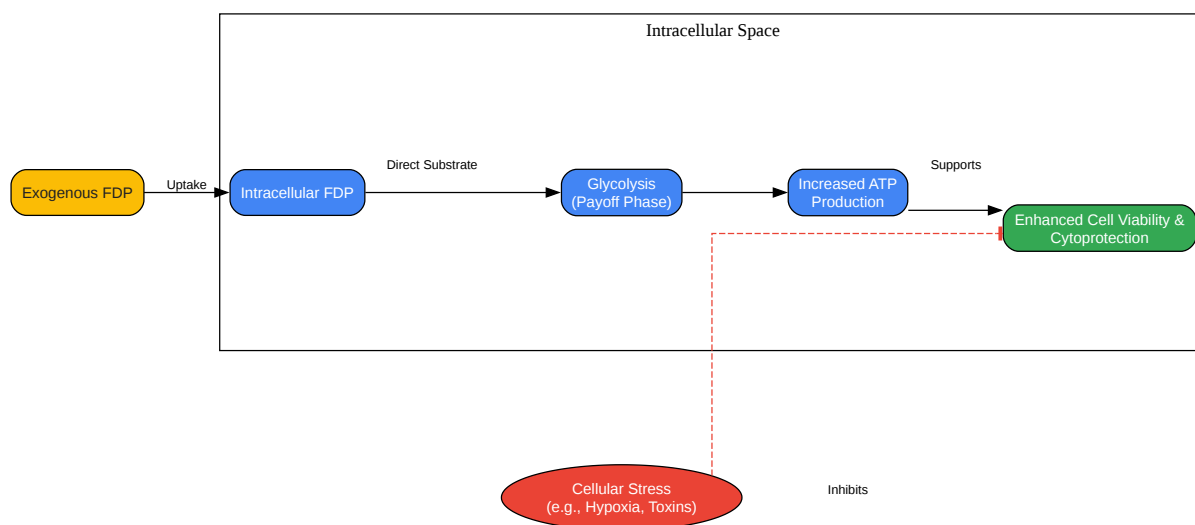 Intracellular Space
Exogenous FDP
Uptake
Intracellular FDP
Direct Substrate
Glycolysis
(Payoff Phase)
Increased ATP
Production
Supports
Enhanced Cell Viability &
Cytoprotection
Cellular Stress
(e.g., Hypoxia, Toxins)
Inhibits